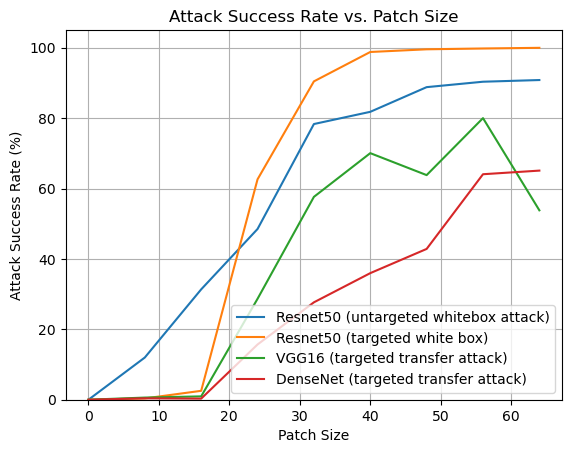 Attack Success Rate vs. Patch Size
Attack Success Rate (%)
100
80
60
40
20
0
Resnet50 (untargeted whitebox attack)
Resnet50 (targeted white box)
VGG16 (targeted transfer attack)
DenseNet (targeted transfer attack)
0 10 20 30 40 50 60
Patch Size